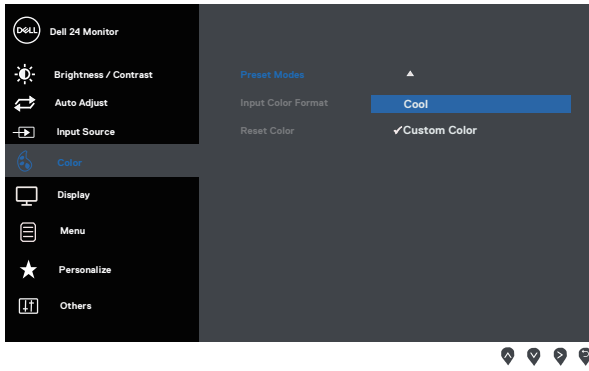 DELL Dell 24 Monitor
Brightness / Contrast
Auto Adjust
Input Source
Color
Display
Menu
Personalize
Others
Preset Modes
Input Color Format
Reset Color
Cool
✓Custom Color